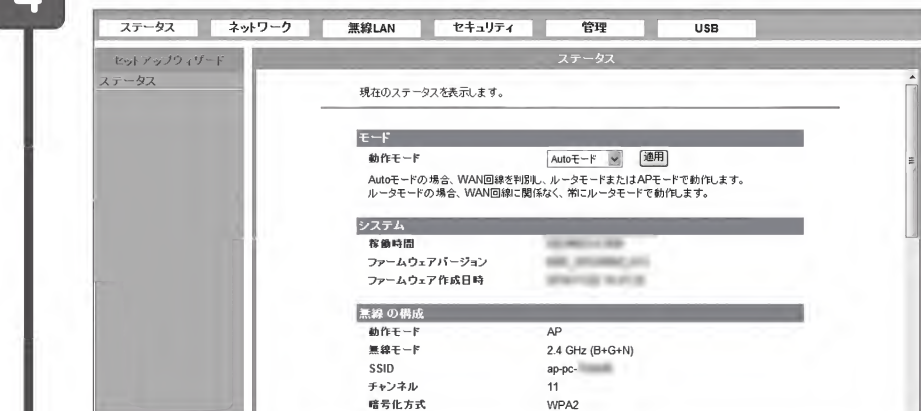 4
ステータス ネットワーク 無線LAN セキュリティ 管理 USB
セットアップウィザード
ステータス
ステータス
現在のステータスを表示します。
モード
動作モード Autoモード 適用
Autoモードの場合、WAN回線を判別し、ルータモードまたはAPモードで動作します。
ルータモードの場合、WAN回線に関係なく、常にルータモードで動作します。
システム
稼働時間
ファームウェアバージョン
ファームウェア作成日時
無線 の構成
動作モード AP
無線モード 2.4 GHz (B+G+N)
SSID ap-pc-
チャンネル 11
暗号化方式 WPA2